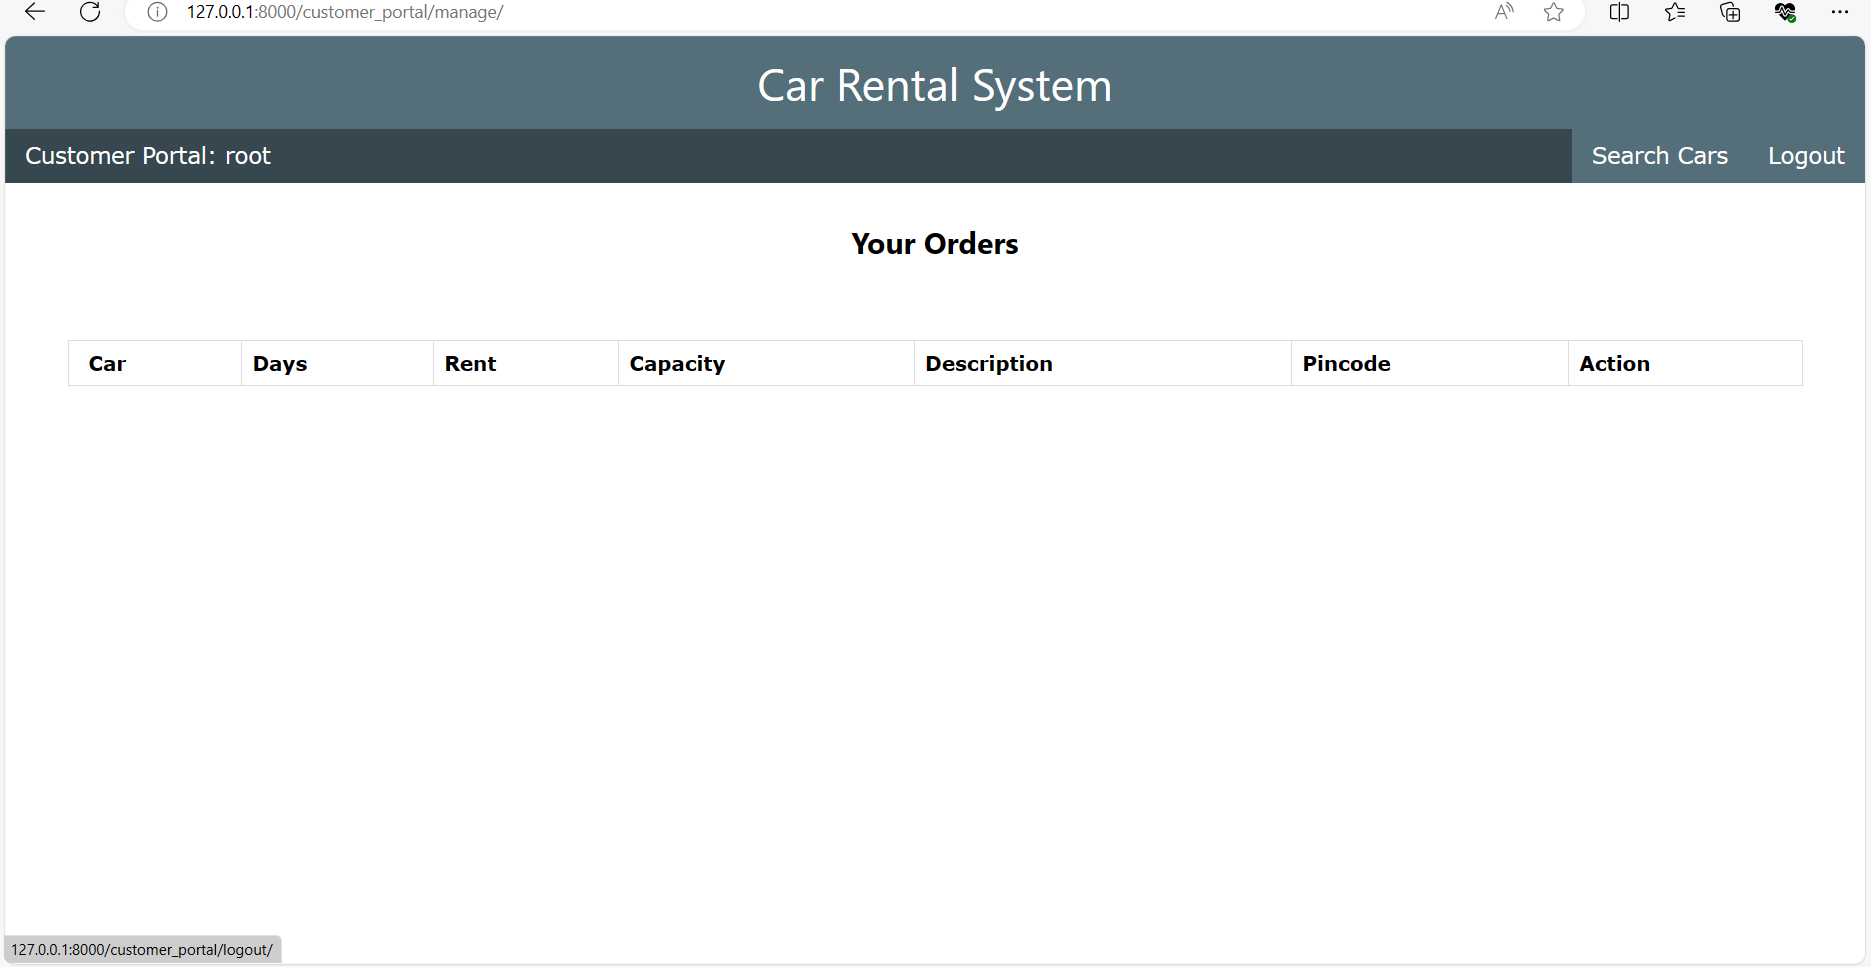 127.0.0.1:8000/customer_portal/manage/
Car Rental System
Customer Portal: root Search Cars Logout
Your Orders
Car Days Rent Capacity Description Pincode Action
127.0.0.1:8000/customer_portal/logout/